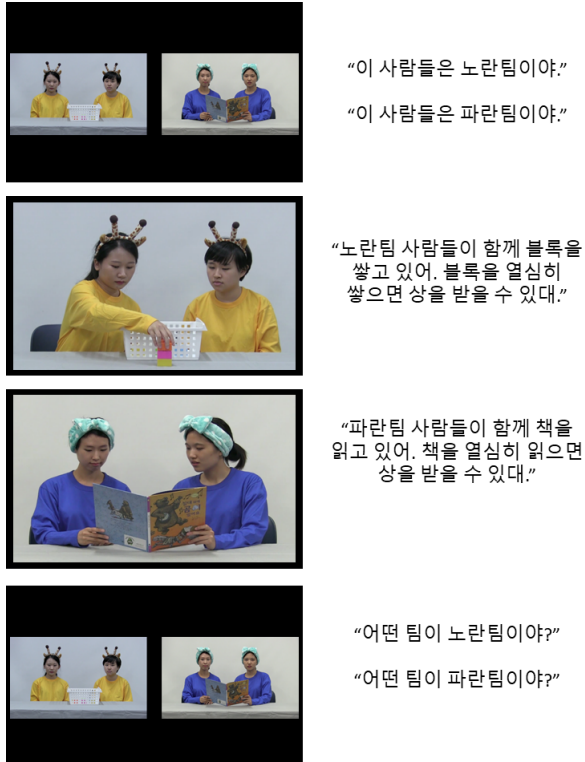 “이 사람들은 노란팀이야.”
“이 사람들은 파란팀이야.”
“노란팀 사람들이 함께 블록을
쌓고 있어. 블록을 열심히
쌓으면 상을 받을 수 있대.”
“파란팀 사람들이 함께 책을
읽고 있어. 책을 열심히 읽으면
상을 받을 수 있대.”
“어떤 팀이 노란팀이야?”
“어떤 팀이 파란팀이야?”